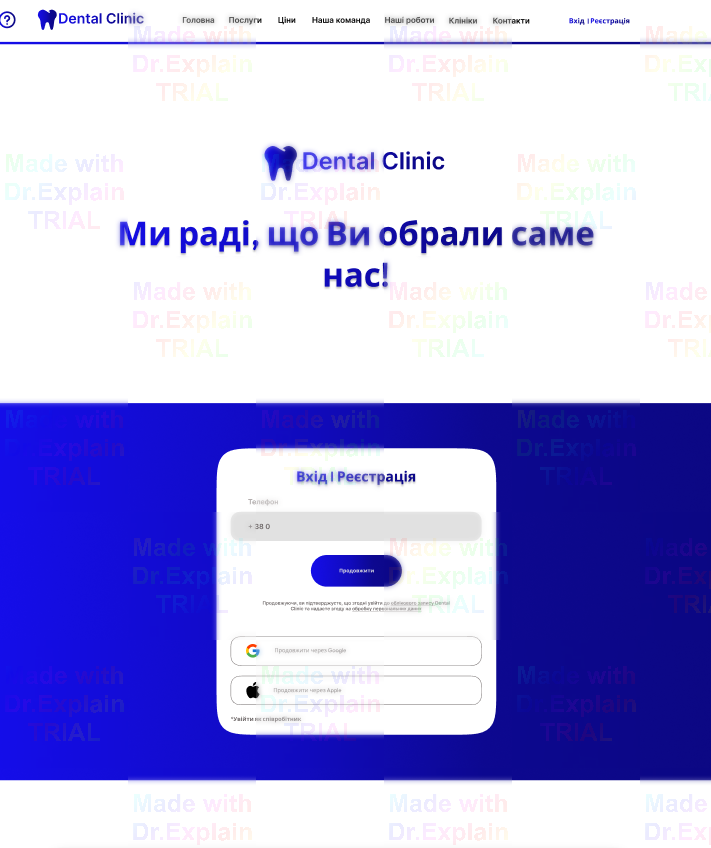 Dental Clinic
Головна Послуги Ціни Наша команда Наші роботи Клініки Контакти
Вхід | Реєстрація
Dental Clinic
Ми раді, що Ви обрали саме
нас!
Вхід | Реєстрація
Телефон
+ 38 0
Продовжити
Продовжуючи, ви підтверджуєте, що згодні увійти до облікового запису Dental
Clinic та надаєте згоду на обробку персональних даних
Продовжити через Google
Продовжити через Apple
*Увійти як співробітник
Made with
Dr.Explain
TRIAL